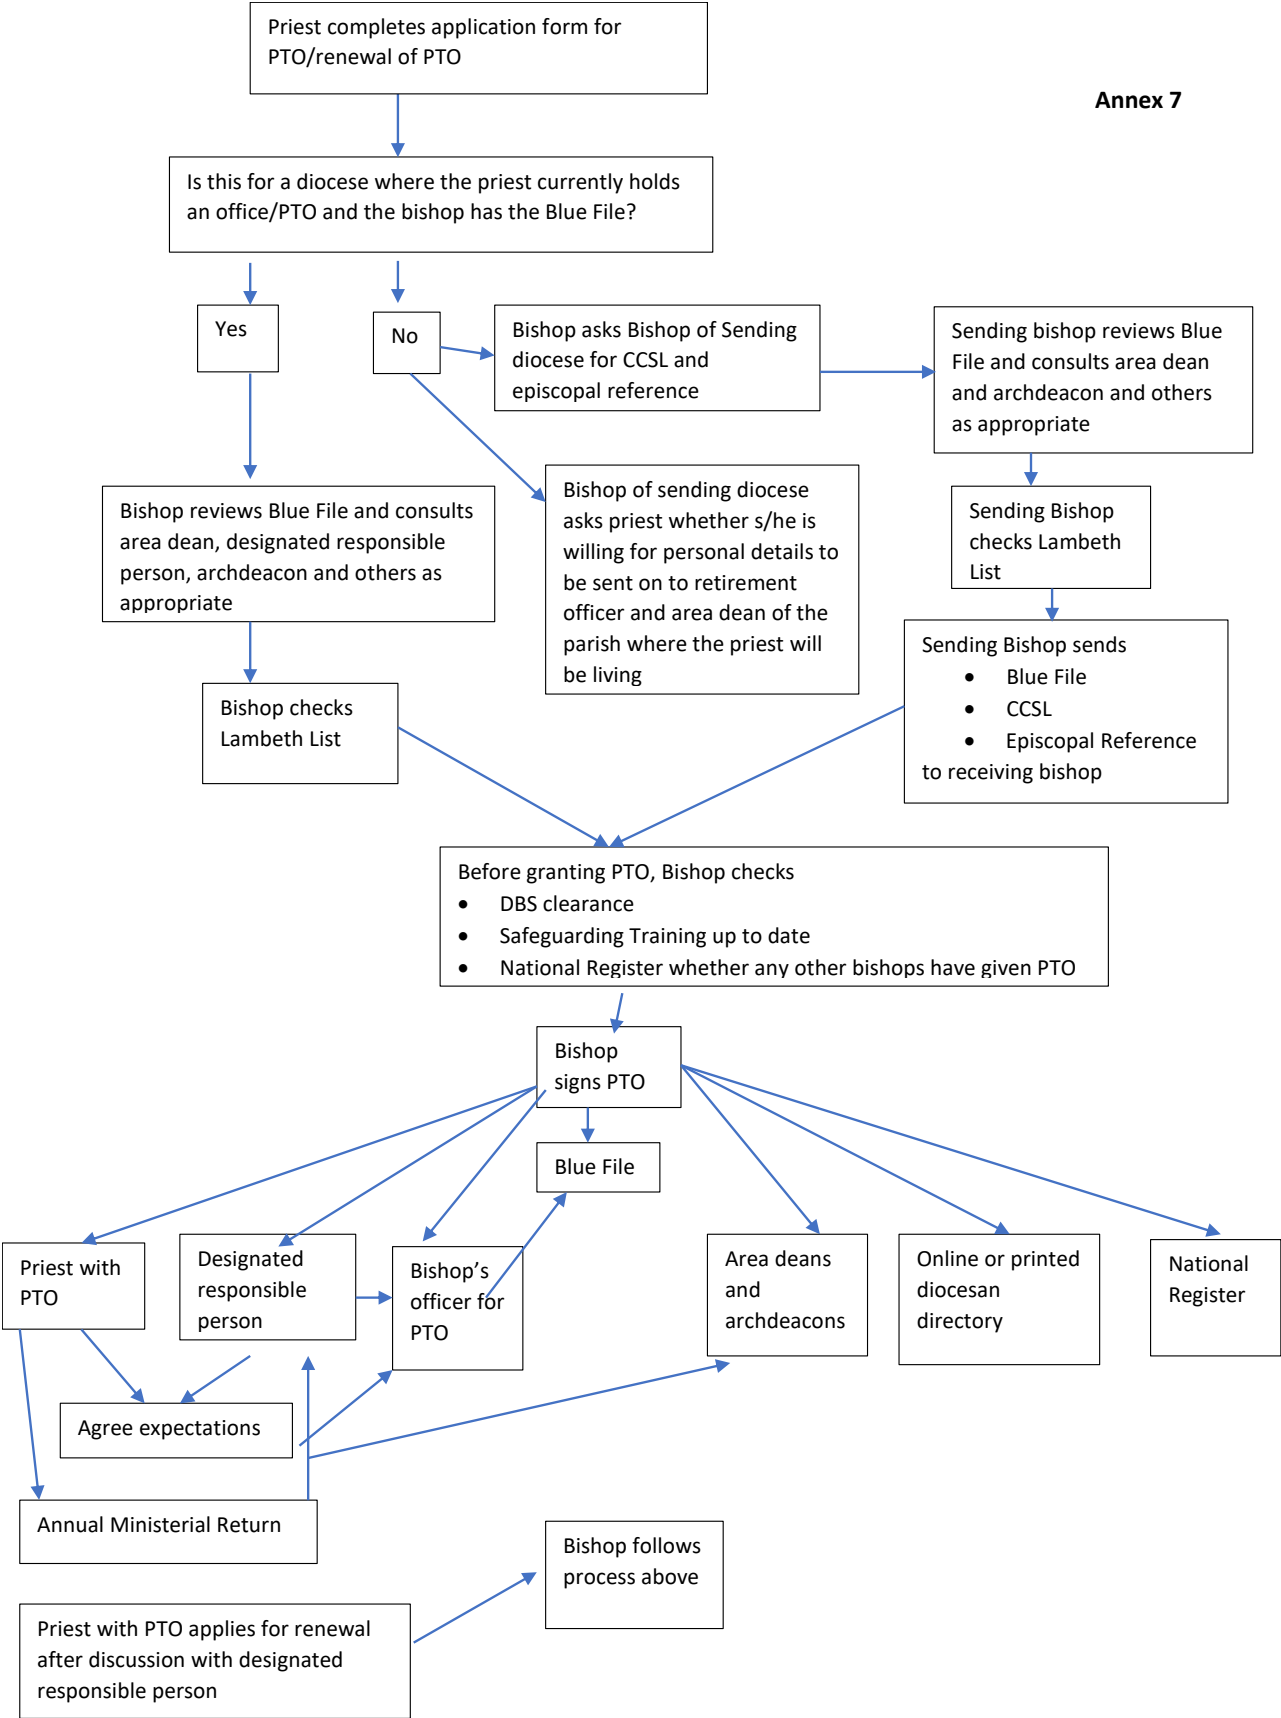 Priest completes application form for
PTO/renewal of PTO
Annex 7
Is this for a diocese where the priest currently holds
an office/PTO and the bishop has the Blue File?
Yes
No
Bishop asks Bishop of Sending
diocese for CCSL and
episcopal reference
Sending bishop reviews Blue
File and consults area dean
and archdeacon and others
as appropriate
Bishop reviews Blue File and consults
area dean, designated responsible
person, archdeacon and others as
appropriate
Bishop of sending diocese
asks priest whether s/he is
willing for personal details to
be sent on to retirement
officer and area dean of the
parish where the priest will
be living
Sending Bishop
checks Lambeth
List
Bishop checks
Lambeth List
Sending Bishop sends
• Blue File
• CCSL
• Episcopal Reference
to receiving bishop
Before granting PTO, Bishop checks
• DBS clearance
• Safeguarding Training up to date
• National Register whether any other bishops have given PTO
Bishop
signs PTO
Blue File
Priest with
PTO
Designated
responsible
person
Bishop’s
officer for
PTO
Area deans
and
archdeacons
Online or printed
diocesan
directory
National
Register
Agree expectations
Annual Ministerial Return
Bishop follows
process above
Priest with PTO applies for renewal
after discussion with designated
responsible person